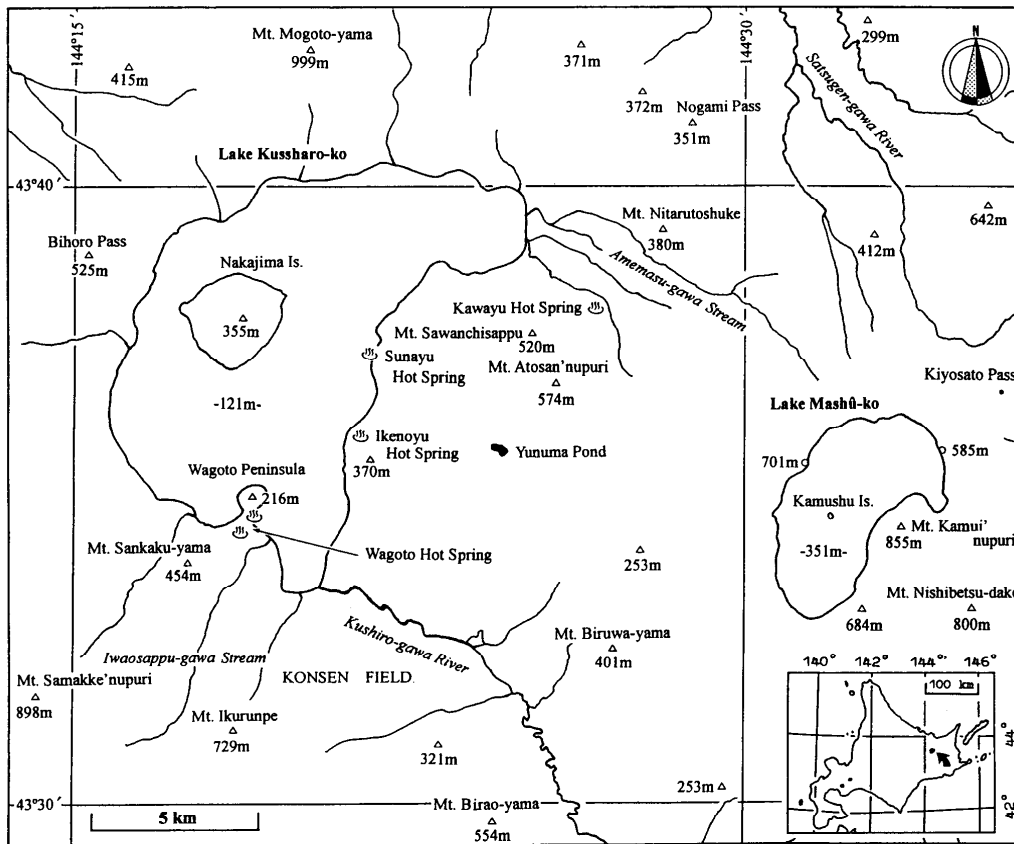 144°15′
144°30′
N
Mt. Mogoto-yama
999m
415m
371m
299m
372m
Nogami Pass
351m
Satsugen-gawa River
Lake Kussharo-ko
43°40′
Mt. Nitarutoshuke
380m
642m
412m
Bihoro Pass
525m
Nakajima Is.
355m
Amemasu-gawa Stream
Kawayu Hot Spring
Mt. Sawanchisappu
520m
Sunayu
Hot Spring
Mt. Atosan'nupuri
574m
Kiyosato Pass
-121m-
Lake Mashû-ko
Ikenoyu
Hot Spring
370m
Yunuma Pond
701m
585m
Wagoto Peninsula
216m
Kamushu Is.
Mt. Kamui'
nupuri
855m
-351m-
Wagoto Hot Spring
Mt. Sankaku-yama
454m
253m
Mt. Nishibetsu-dake
800m
684m
Kushiro-gawa River
Mt. Biruwa-yama
401m
Iwaosappu-gawa Stream
KONSEN FIELD
Mt. Samakke'nupuri
898m
Mt. Ikurunpe
729m
321m
253m
43°30′
5 km
Mt. Birao-yama
554m
140°
142°
144°
146°
100 km
44°
42°